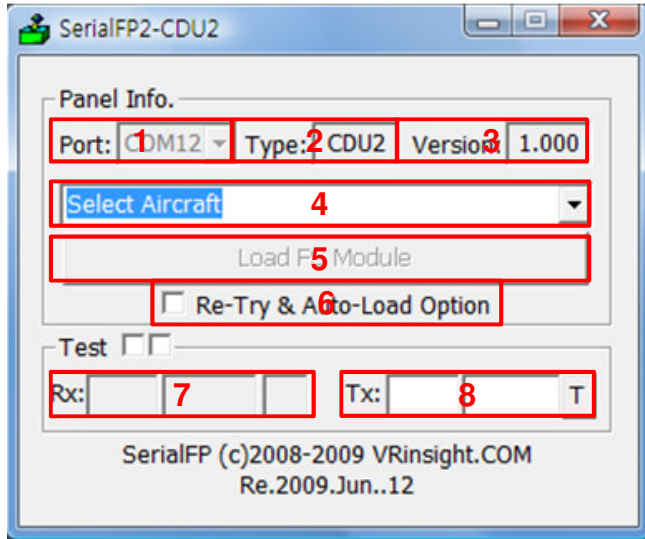 SerialFP2-CDU2
Panel Info.
Port: COM12 1 Type: CDU2 2 Version: 1.000 3
Select Aircraft 4
Load FS Module 5
Re-Try & Auto-Load Option 6
Test
Rx: 7 Tx: 8 T
SerialFP (c)2008-2009 VRinsight.COM
Re.2009.Jun..12